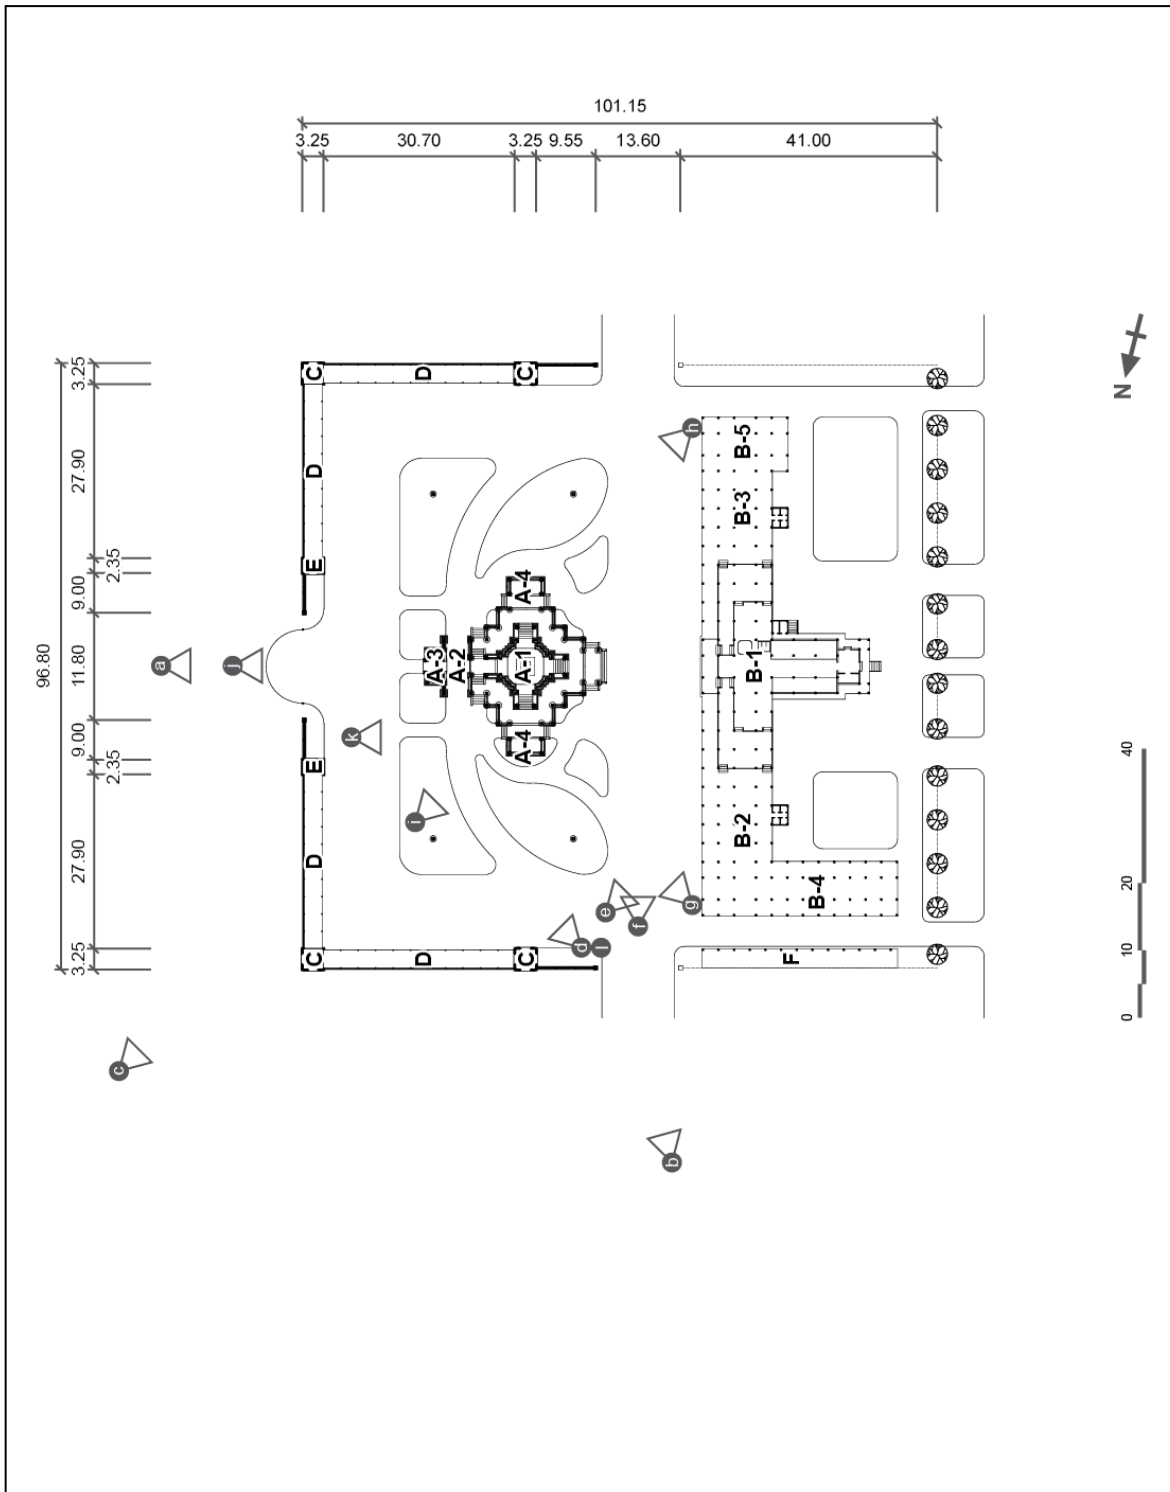 101.15
3.25 30.70 3.25 9.55 13.60 41.00
96.80
3.25
27.90
2.35
9.00
11.80
9.00
2.35
27.90
3.25
C D C
D
E
E
D
C D C
A-4
A-3 A-2 A-1
A-4
B-5
B-3
B-1
B-2
B-4
F
a
j
k
i
h
e
f
g
d l
c
b
N
40
20
10
0